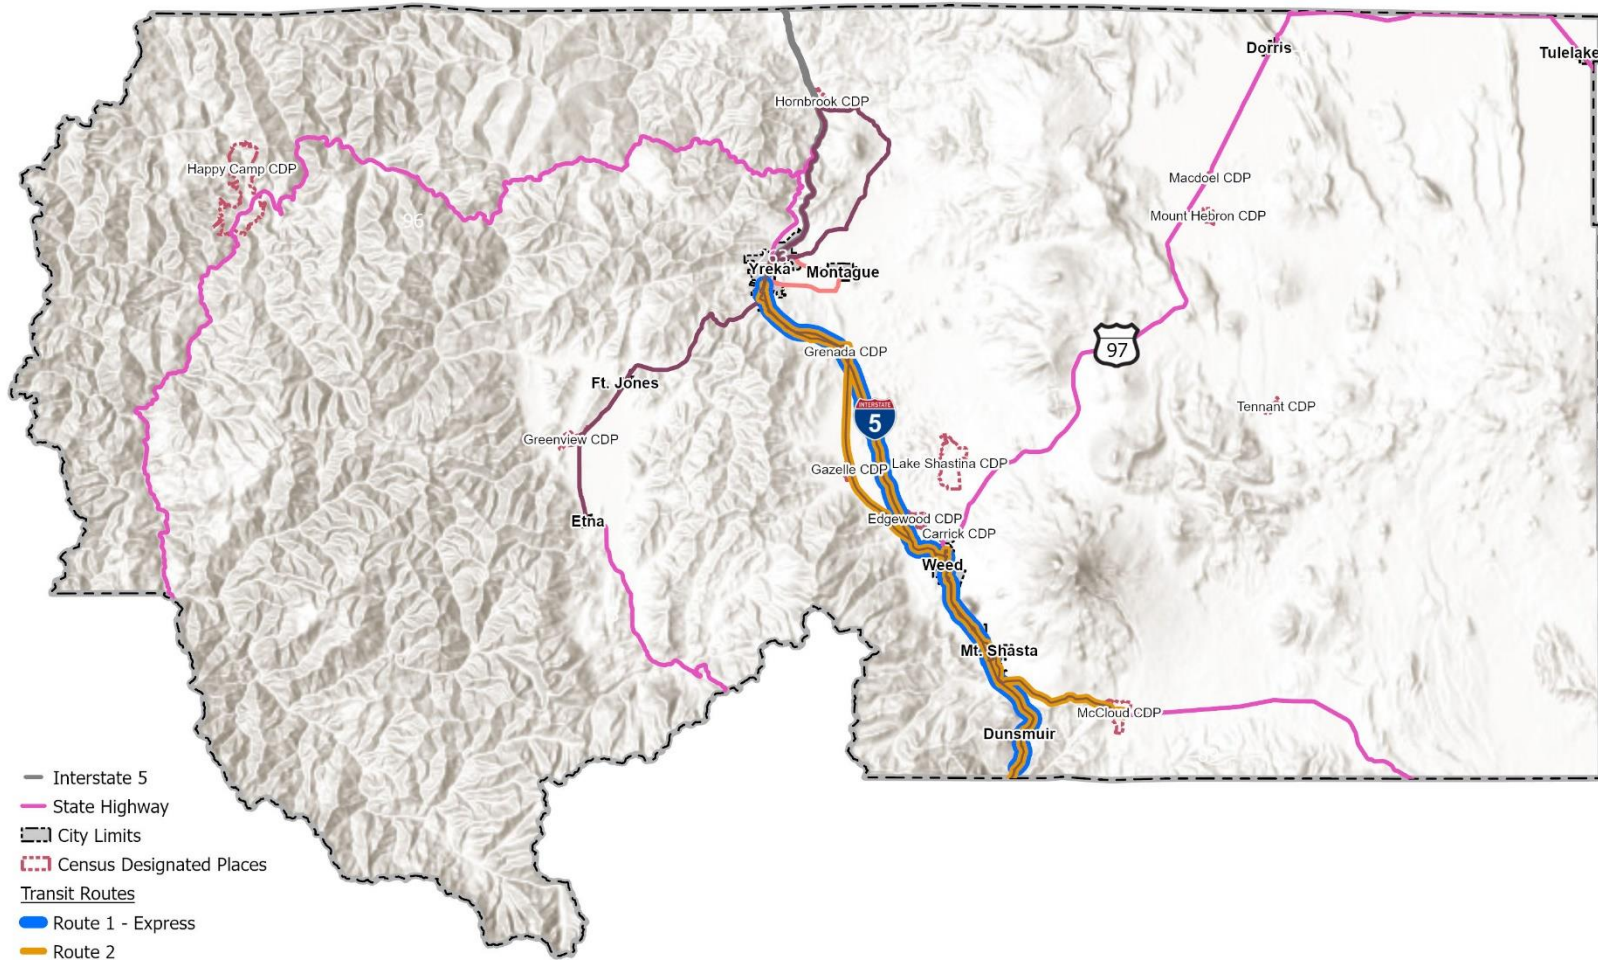 Dorris
Tulelake
Hornbrook CDP
Happy Camp CDP
Macdoel CDP
96
Mount Hebron CDP
63
Yreka
Montague
97
Grenada CDP
Ft. Jones
INTERSTATE
5
Tennant CDP
Greenview CDP
Gazelle CDP
Lake Shastina CDP
Etna
Edgewood CDP
Carrick CDP
Weed
Mt. Shasta
McCloud CDP
Dunsmuir
Interstate 5
State Highway
City Limits
Census Designated Places
Transit Routes
Route 1 - Express
Route 2